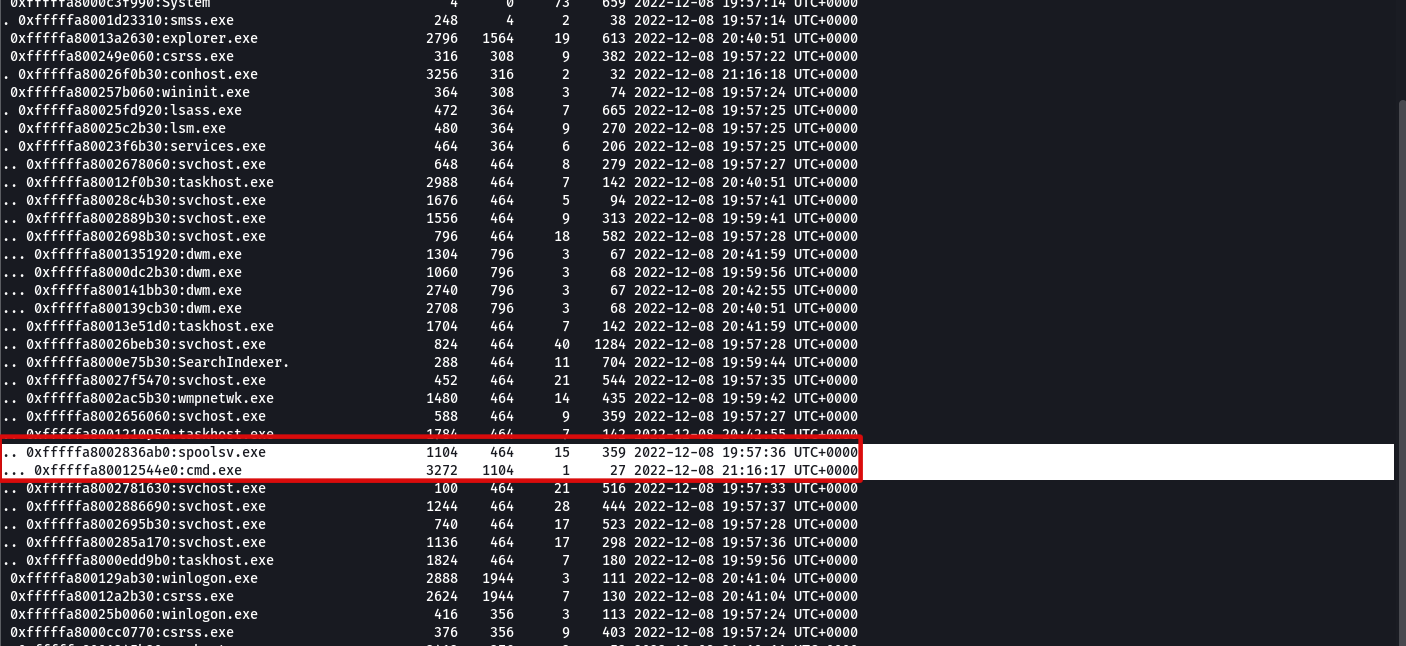 0xfffffa8000c3f990:System 4 0 73 659 2022-12-08 19:57:14 UTC+0000
. 0xfffffa8001d23310:smss.exe 248 4 2 38 2022-12-08 19:57:14 UTC+0000
0xfffffa80013a2630:explorer.exe 2796 1564 19 613 2022-12-08 20:40:51 UTC+0000
0xfffffa800249e060:csrss.exe 316 308 9 382 2022-12-08 19:57:22 UTC+0000
. 0xfffffa80026f0b30:conhost.exe 3256 316 2 32 2022-12-08 21:16:18 UTC+0000
0xfffffa800257b060:wininit.exe 364 308 3 74 2022-12-08 19:57:24 UTC+0000
. 0xfffffa80025fd920:lsass.exe 472 364 7 665 2022-12-08 19:57:25 UTC+0000
. 0xfffffa80025c2b30:lsm.exe 480 364 9 270 2022-12-08 19:57:25 UTC+0000
. 0xfffffa80023f6b30:services.exe 464 364 6 206 2022-12-08 19:57:25 UTC+0000
.. 0xfffffa8002678060:svchost.exe 648 464 8 279 2022-12-08 19:57:27 UTC+0000
.. 0xfffffa80012f0b30:taskhost.exe 2988 464 7 142 2022-12-08 20:40:51 UTC+0000
.. 0xfffffa80028c4b30:svchost.exe 1676 464 5 94 2022-12-08 19:57:41 UTC+0000
.. 0xfffffa8002889b30:svchost.exe 1556 464 9 313 2022-12-08 19:59:41 UTC+0000
.. 0xfffffa8002698b30:svchost.exe 796 464 18 582 2022-12-08 19:57:28 UTC+0000
... 0xfffffa8001351920:dwm.exe 1304 796 3 67 2022-12-08 20:41:59 UTC+0000
... 0xfffffa8000dc2b30:dwm.exe 1060 796 3 68 2022-12-08 19:59:56 UTC+0000
... 0xfffffa800141bb30:dwm.exe 2740 796 3 67 2022-12-08 20:42:55 UTC+0000
... 0xfffffa800139cb30:dwm.exe 2708 796 3 68 2022-12-08 20:40:51 UTC+0000
.. 0xfffffa80013e51d0:taskhost.exe 1704 464 7 142 2022-12-08 20:41:59 UTC+0000
.. 0xfffffa80026beb30:svchost.exe 824 464 40 1284 2022-12-08 19:57:28 UTC+0000
.. 0xfffffa8000e75b30:SearchIndexer. 288 464 11 704 2022-12-08 19:59:44 UTC+0000
.. 0xfffffa80027f5470:svchost.exe 452 464 21 544 2022-12-08 19:57:35 UTC+0000
.. 0xfffffa8002ac5b30:wmpnetwk.exe 1480 464 14 435 2022-12-08 19:59:42 UTC+0000
.. 0xfffffa8002656060:svchost.exe 588 464 9 359 2022-12-08 19:57:27 UTC+0000
.. 0xfffffa8001210950:taskhost.exe 1784 464 7 142 2022-12-08 20:42:55 UTC+0000
.. 0xfffffa8002836ab0:spoolsv.exe 1104 464 15 359 2022-12-08 19:57:36 UTC+0000
... 0xfffffa80012544e0:cmd.exe 3272 1104 1 27 2022-12-08 21:16:17 UTC+0000
.. 0xfffffa8002781630:svchost.exe 100 464 21 516 2022-12-08 19:57:33 UTC+0000
.. 0xfffffa8002886690:svchost.exe 1244 464 28 444 2022-12-08 19:57:37 UTC+0000
.. 0xfffffa8002695b30:svchost.exe 740 464 17 523 2022-12-08 19:57:28 UTC+0000
.. 0xfffffa800285a170:svchost.exe 1136 464 17 298 2022-12-08 19:57:36 UTC+0000
.. 0xfffffa8000edd9b0:taskhost.exe 1824 464 7 180 2022-12-08 19:59:56 UTC+0000
0xfffffa800129ab30:winlogon.exe 2888 1944 3 111 2022-12-08 20:41:04 UTC+0000
0xfffffa80012a2b30:csrss.exe 2624 1944 7 130 2022-12-08 20:41:04 UTC+0000
0xfffffa80025b0060:winlogon.exe 416 356 3 113 2022-12-08 19:57:24 UTC+0000
0xfffffa8000cc0770:csrss.exe 376 356 9 403 2022-12-08 19:57:24 UTC+0000